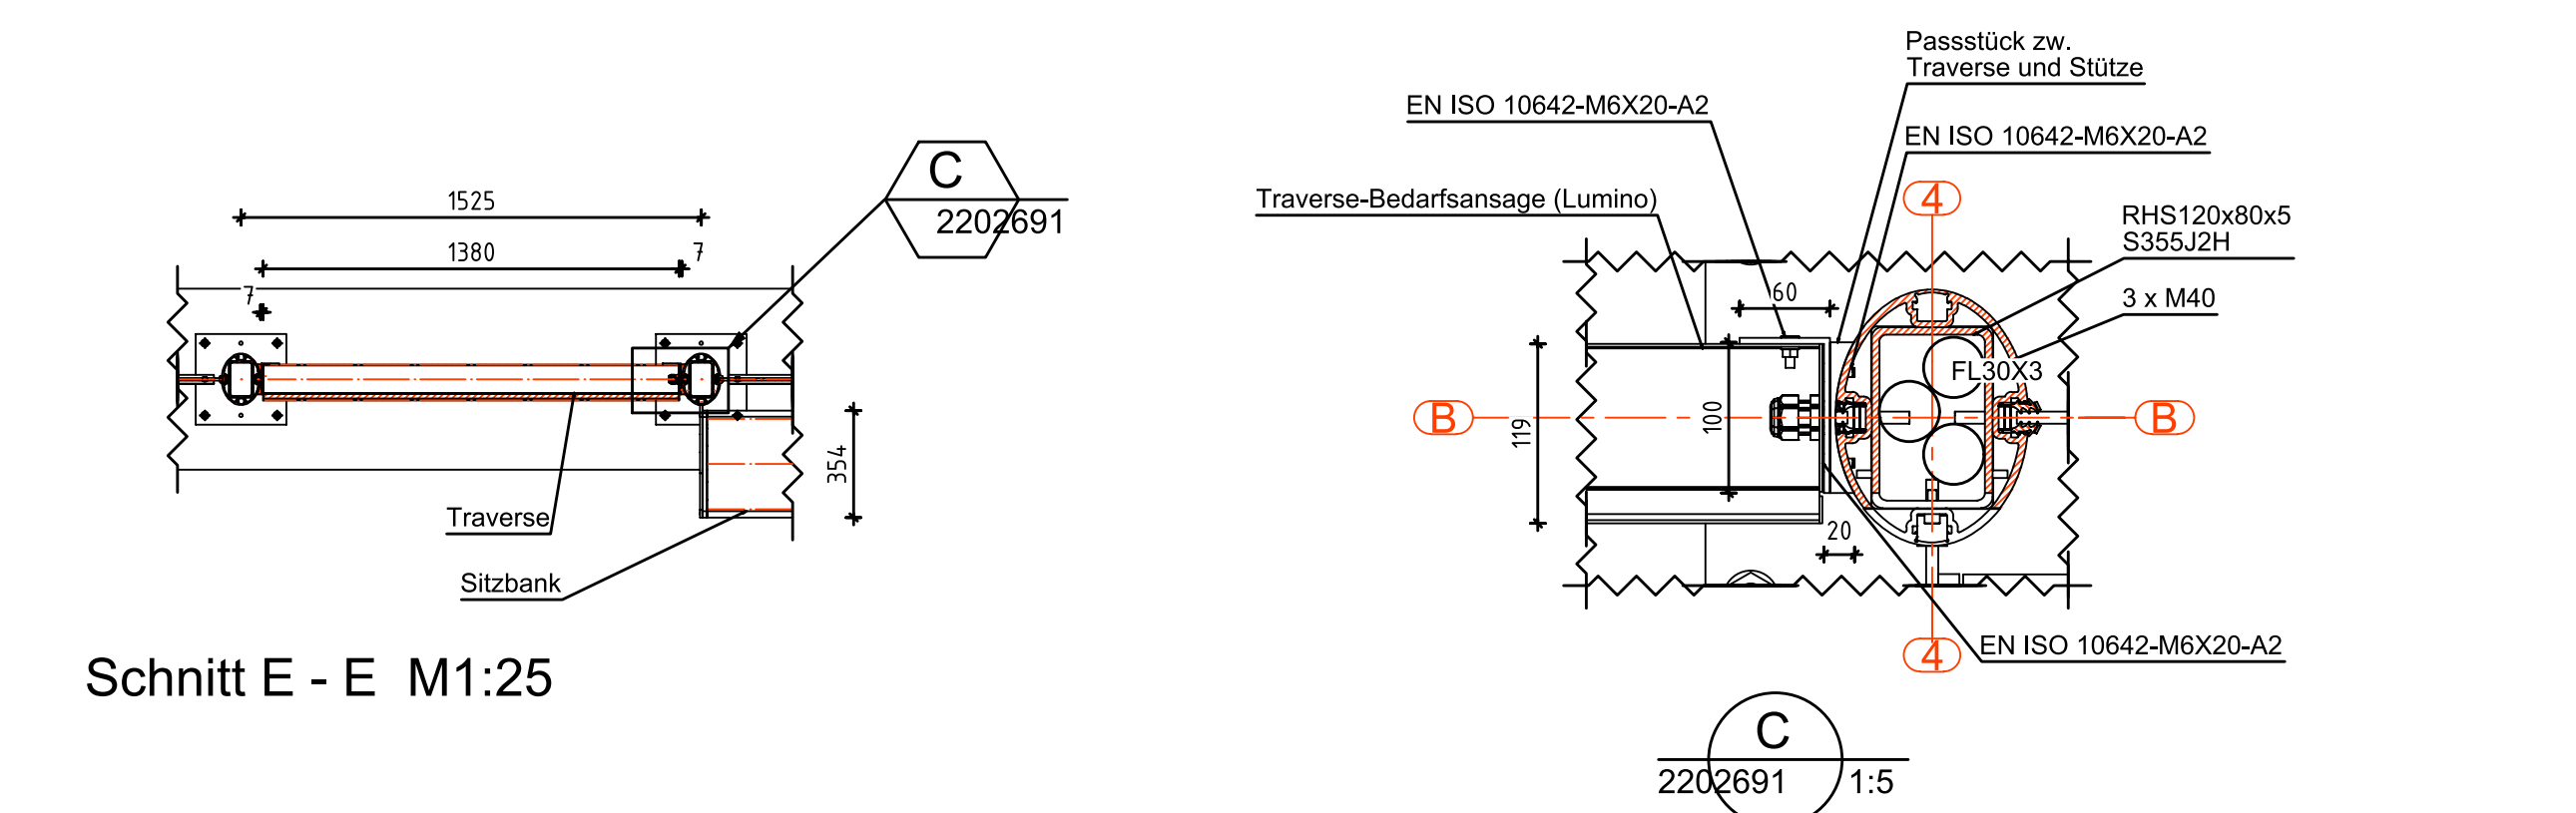 1525
1380
7
7
C
2202691
354
Traverse
Sitzbank
Schnitt E - E M1:25
Passstück zw.
Traverse und Stütze
EN ISO 10642-M6X20-A2
EN ISO 10642-M6X20-A2
Traverse-Bedarfsansage (Lumino)
4
RHS120x80x5
S355J2H
3 x M40
60
FL30X3
B
119
100
B
20
4
EN ISO 10642-M6X20-A2
C
2202691 1:5